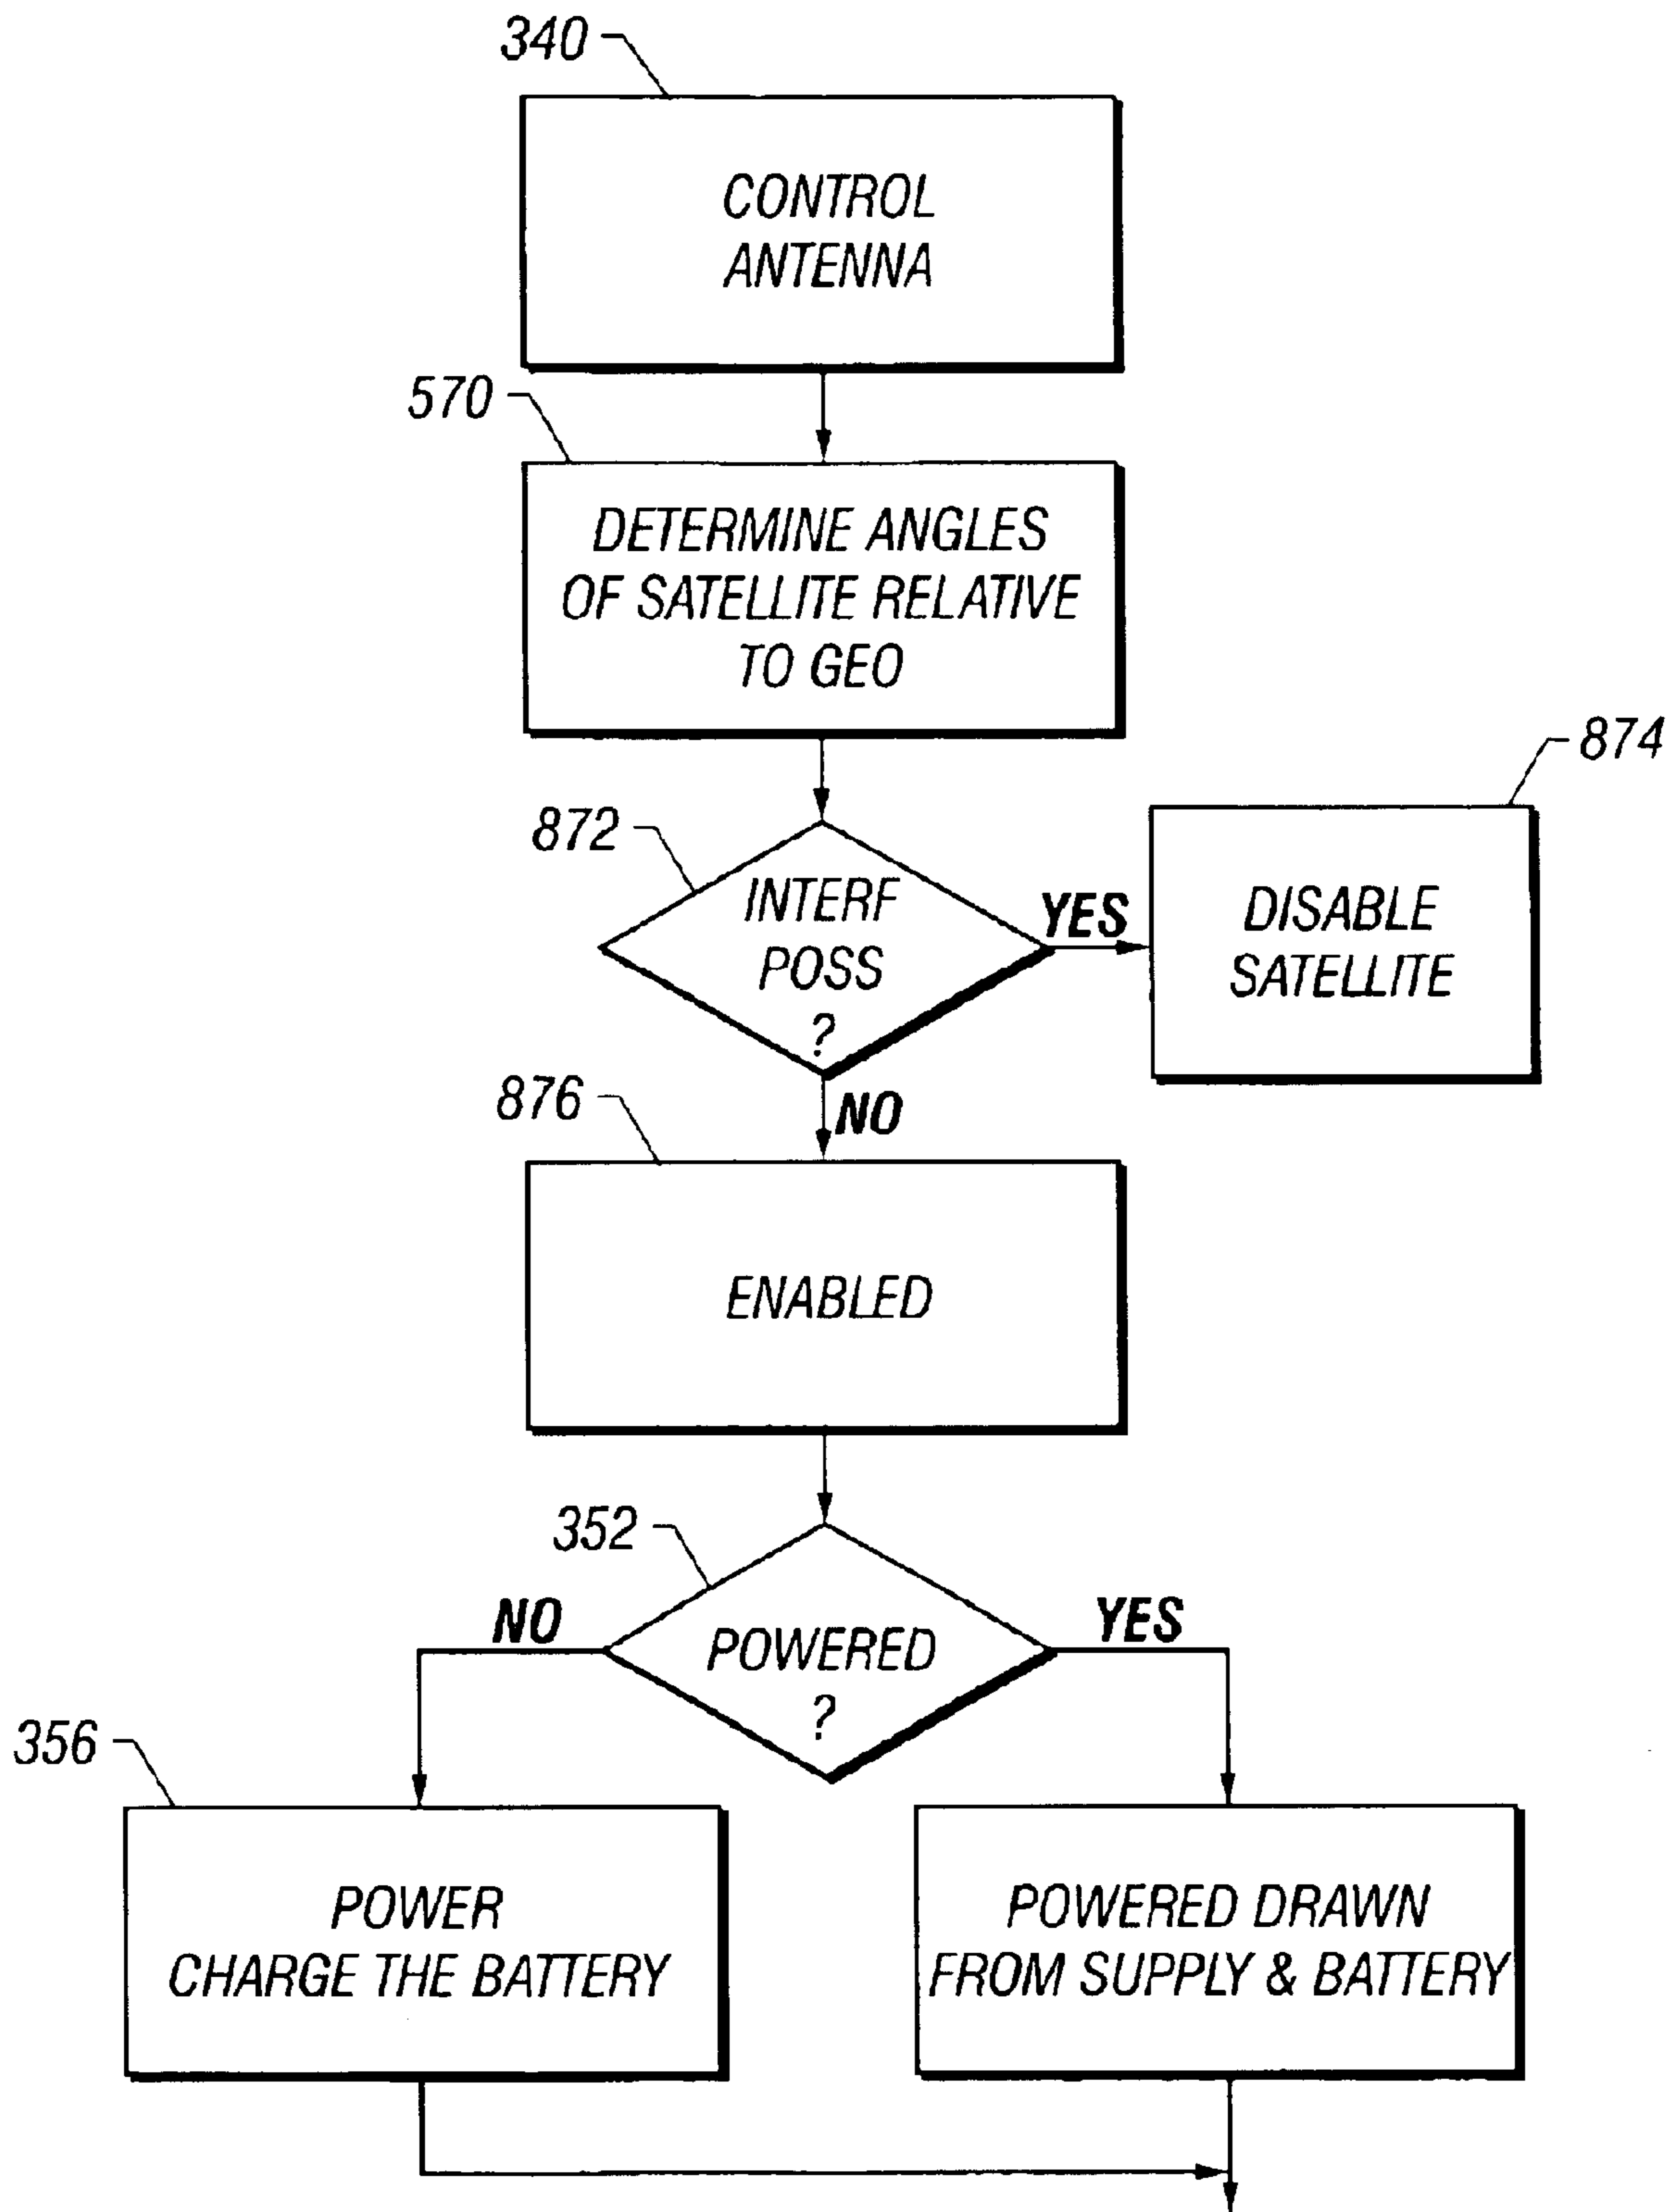 340
CONTROL
ANTENNA
570
DETERMINE ANGLES
OF SATELLITE RELATIVE
TO GEO
872
INTERF
POSS
?
YES
874
DISABLE
SATELLITE
NO
876
ENABLED
352
POWERED
?
NO
YES
356
POWER
CHARGE THE BATTERY
POWERED DRAWN
FROM SUPPLY & BATTERY